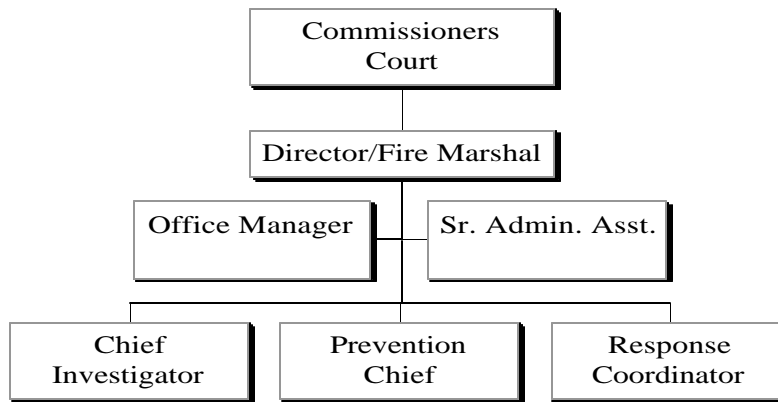 Commissioners
Court
Director/Fire Marshal
Office Manager
Sr. Admin. Asst.
Chief
Investigator
Prevention
Chief
Response
Coordinator